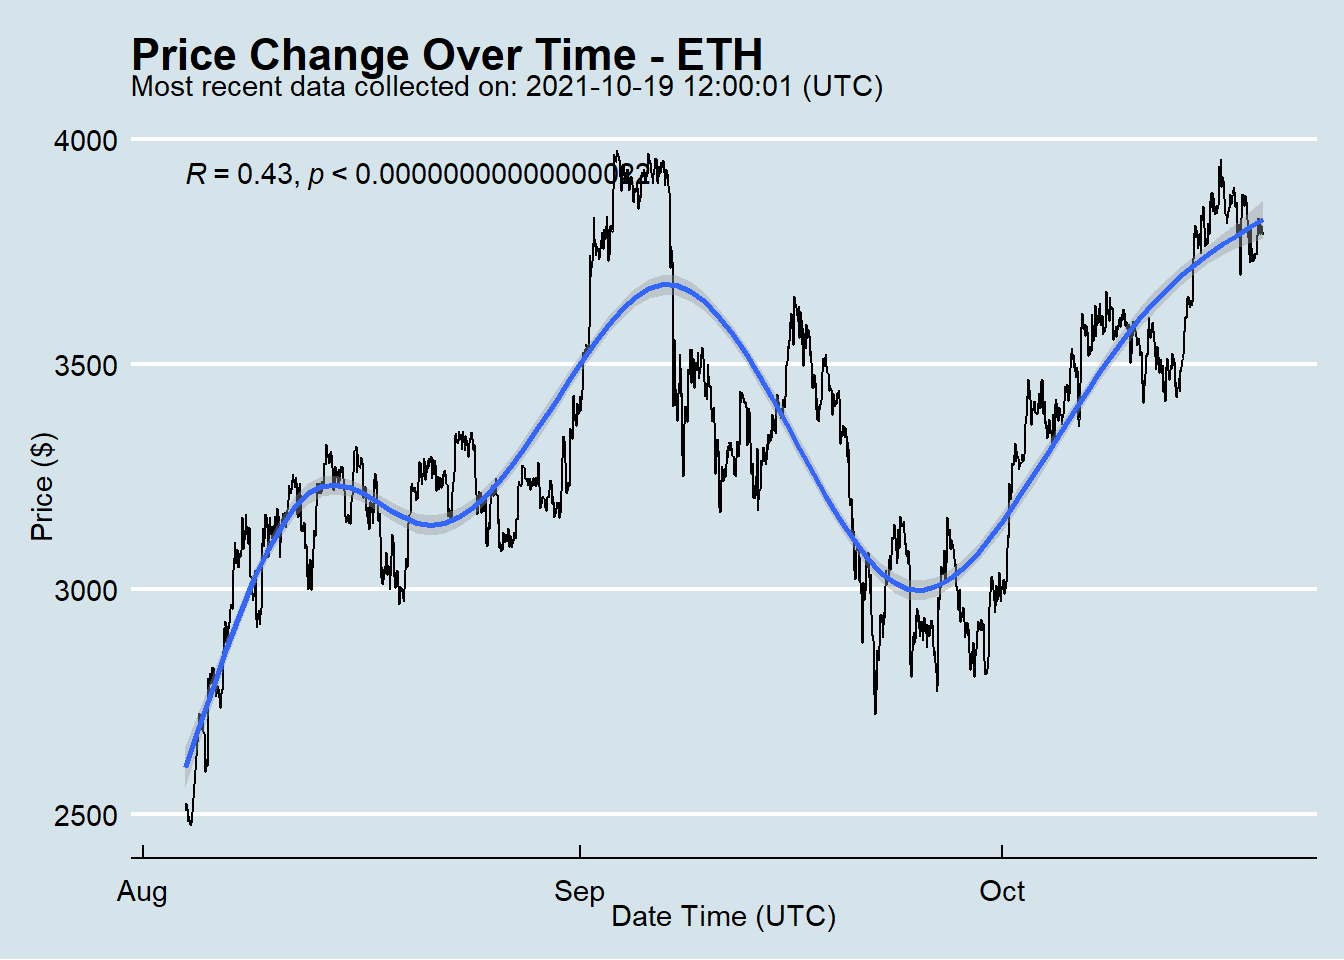 Price Change Over Time - ETH
Most recent data collected on: 2021-10-19 12:00:01 (UTC)
R = 0.43, p < 0.00000000000000022
4000
3500
3000
2500
Price ($)
Aug
Sep
Oct
Date Time (UTC)